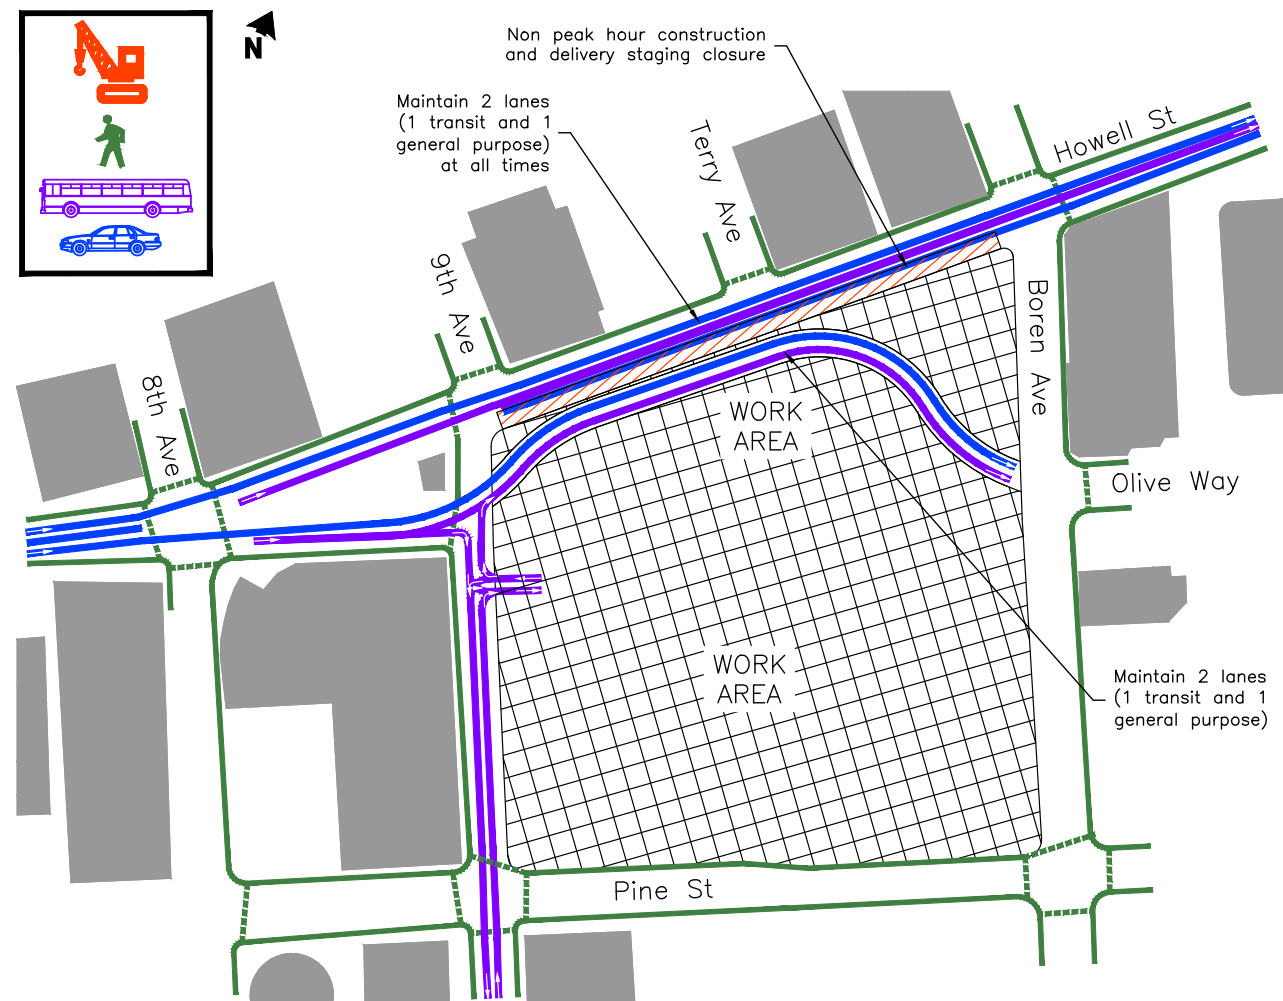 N
Non peak hour construction
and delivery staging closure
Maintain 2 lanes
(1 transit and 1
general purpose)
at all times
Terry Ave
Howell St
9th Ave
8th Ave
Boren Ave
WORK
AREA
Olive Way
WORK
AREA
Maintain 2 lanes
(1 transit and 1
general purpose)
Pine St